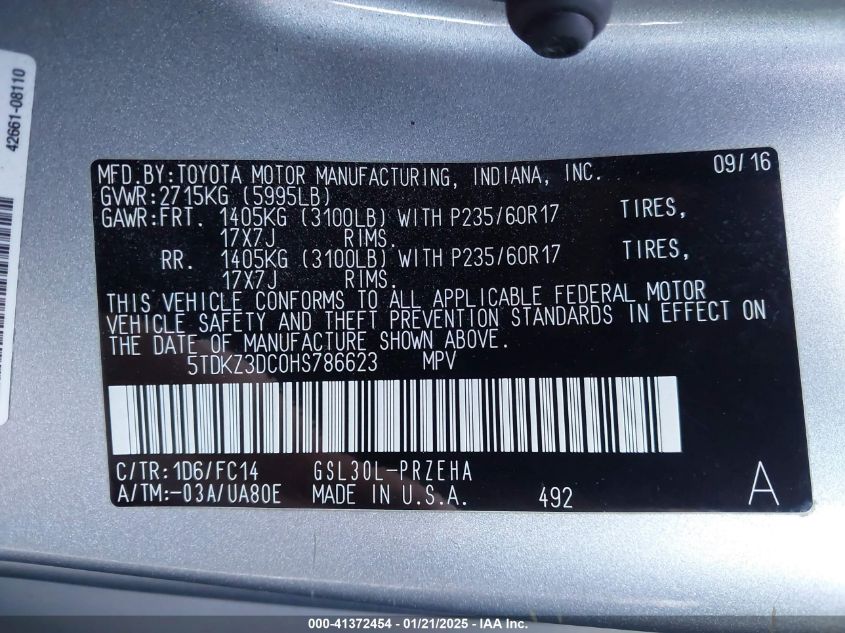 42661-08110
MFD.BY:TOYOTA MOTOR MANUFACTURING, INDIANA, INC. 09/16
GVWR:2715KG (5995LB)
GAWR:FRT. 1405KG (3100LB) WITH P235/60R17 TIRES,
17X7J RIMS.
RR. 1405KG (3100LB) WITH P235/60R17 TIRES,
17X7J RIMS.
THIS VEHICLE CONFORMS TO ALL APPLICABLE FEDERAL MOTOR
VEHICLE SAFETY AND THEFT PREVENTION STANDARDS IN EFFECT ON
THE DATE OF MANUFACTURE SHOWN ABOVE.
5TDKZ3DC0HS786623 MPV
C/TR:1D6/FC14 GSL30L-PRZEHA
A/TM:-03A/UA80E MADE IN U.S.A. 492 A
000-41372454 - 01/21/2025 - IAA Inc.